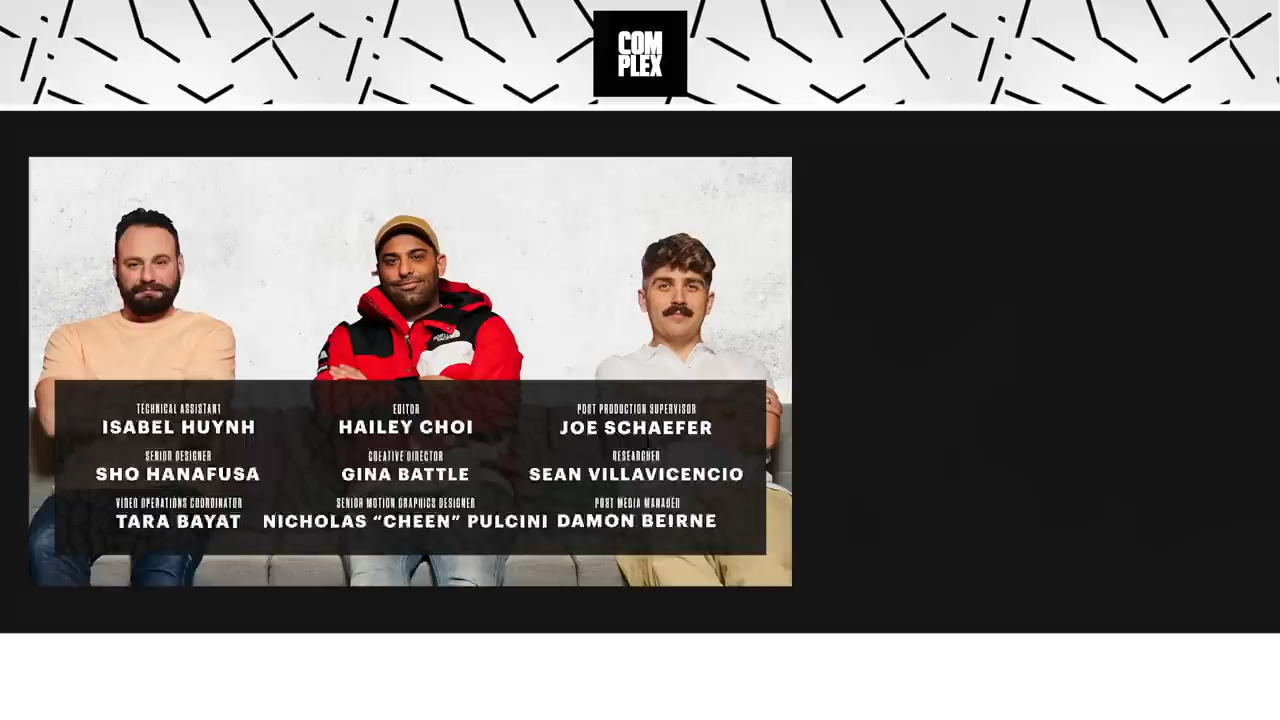 COM
PLEX
TECHNICAL ASSISTANT
ISABEL HUYNH
EDITOR
HAILEY CHOI
POST PRODUCTION SUPERVISOR
JOE SCHAEFER
SENIOR DESIGNER
SHO HANAFUSA
CREATIVE DIRECTOR
GINA BATTLE
RESEARCHER
SEAN VILLAVICENCIO
VIDEO OPERATIONS COORDINATOR
TARA BAYAT
SENIOR MOTION GRAPHICS DESIGNER
NICHOLAS “CHEEN” PULCINI
POST MEDIA MANAGER
DAMON BEIRNE